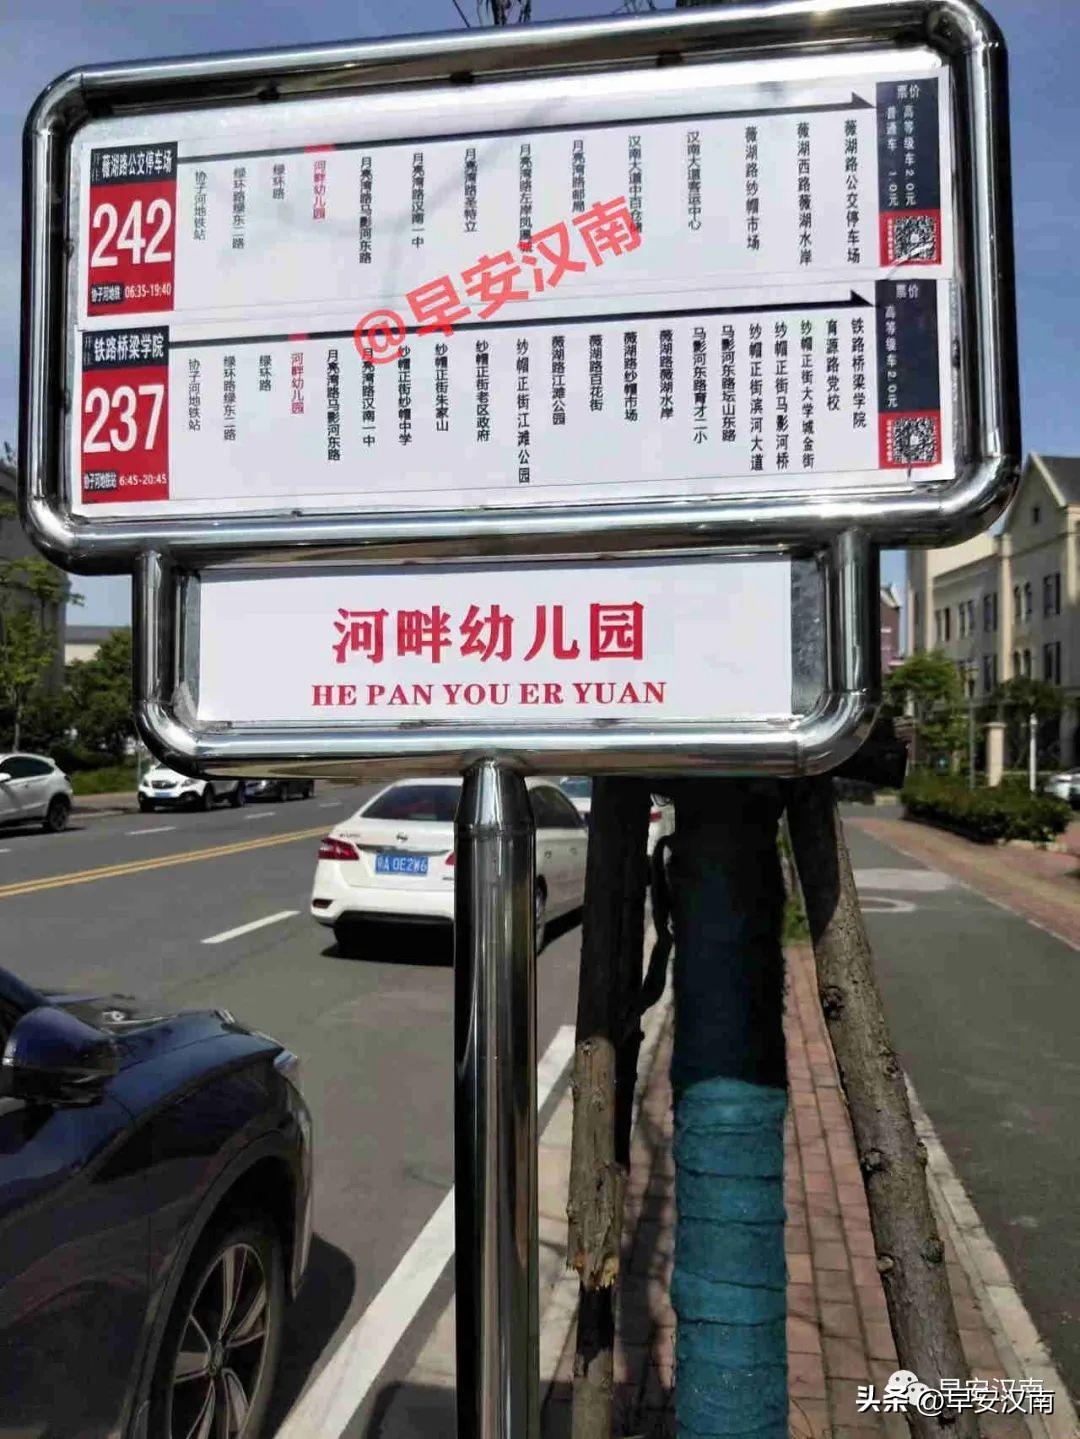 开往 薇湖路公交停车场
242
协子河地铁 06:35-19:40
协子河地铁站
绿环路绿东二路
绿环路
河畔幼儿园
月亮湾路马影河东路
月亮湾路汉南一中
月亮湾路圣特立
月亮湾路左岸凤凰城
月亮湾路邮局
汉南大道中百仓储
汉南大道客运中心
薇湖路纱帽市场
薇湖西路薇湖水岸
薇湖路公交停车场
票价
高等级车2.0元
普通车 1.0元
开往 铁路桥梁学院
237
协子河地铁站 6:45-20:45
协子河地铁站
绿环路绿东二路
绿环路
河畔幼儿园
月亮湾路马影河东路
月亮湾路汉南一中
纱帽正街纱帽中学
纱帽正街朱家山
纱帽正街老区政府
纱帽正街江滩公园
薇湖路江滩公园
薇湖路百花街
薇湖路纱帽市场
薇湖路薇湖水岸
马影河东路育才二小
马影河东路坛山东路
纱帽正街滨河大道
纱帽正街马影河桥
纱帽正街大学城金街
育源路党校
铁路桥梁学院
票价
高等级车2.0元
@早安汉南
河畔幼儿园
HE PAN YOU ER YUAN
A 0E2W6
早安汉南
头条 @早安汉南